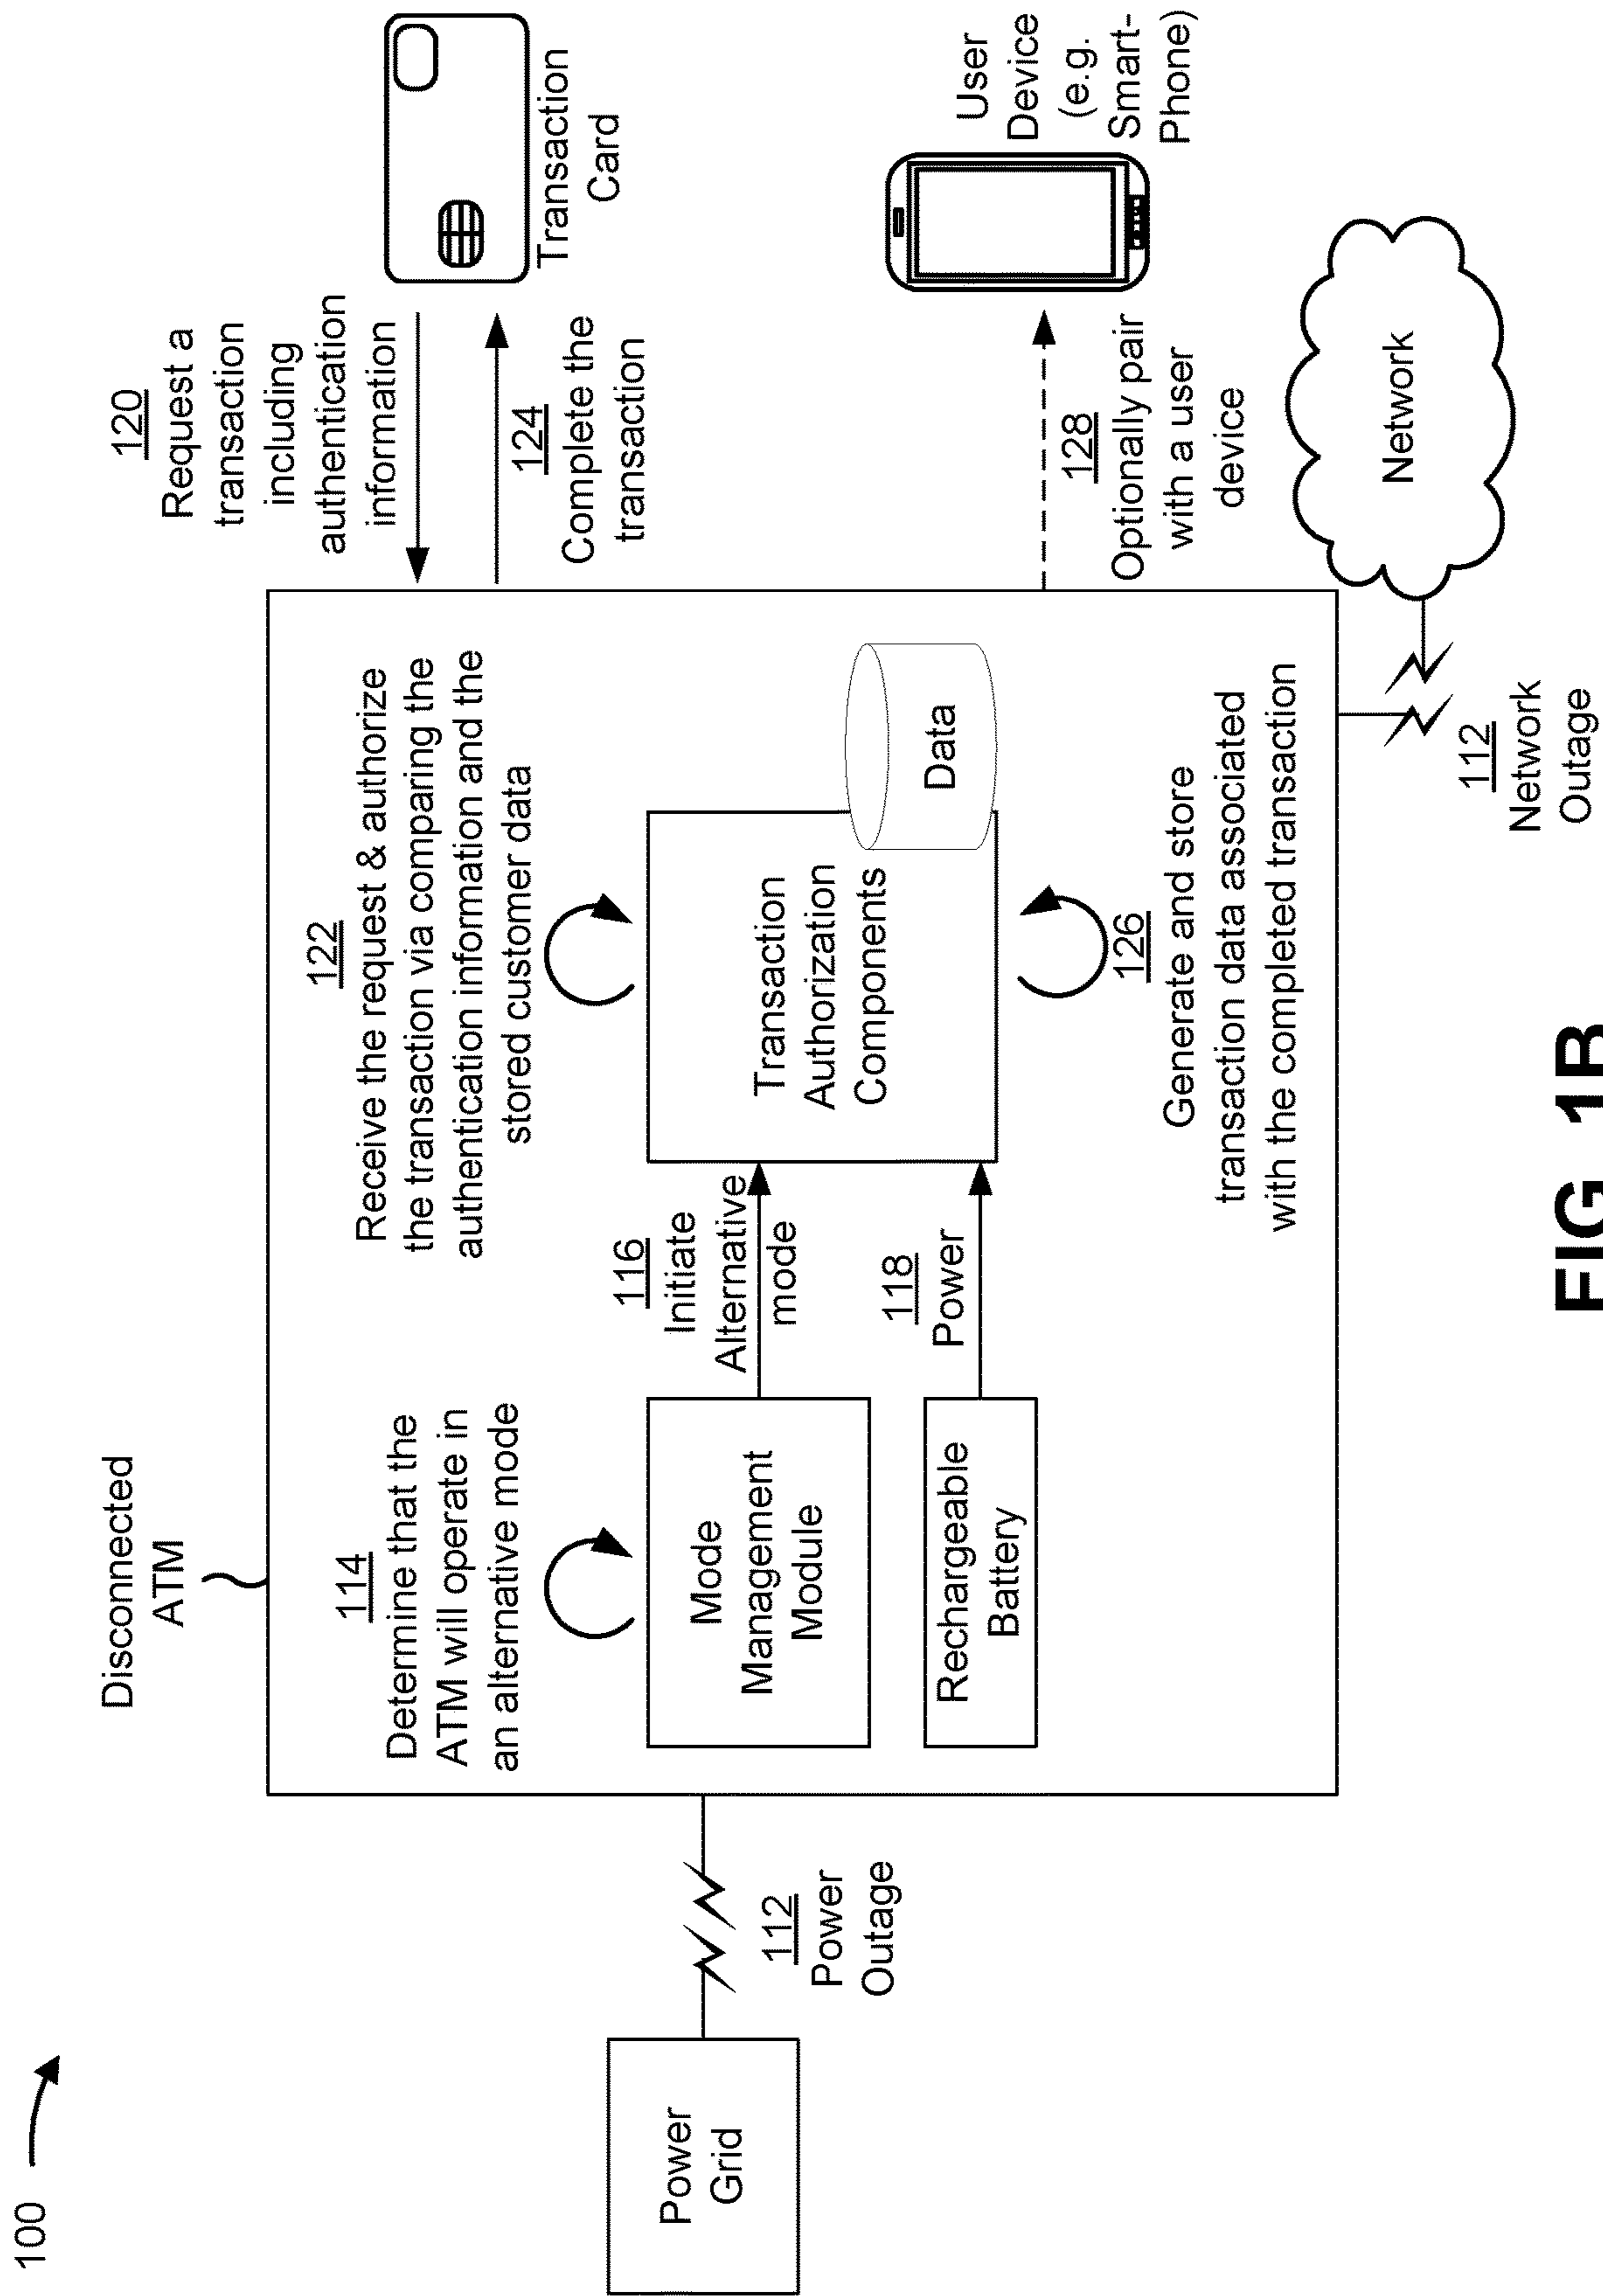 100
Disconnected
ATM
Power
Grid
112
Power
Outage
114
Determine that the
ATM will operate in
an alternative mode
Mode
Management
Module
Rechargeable
Battery
116
Initiate
Alternative
mode
118
Power
122
Receive the request & authorize
the transaction via comparing the
authentication information and the
stored customer data
Transaction
Authorization
Components
Data
126
Generate and store
transaction data associated
with the completed transaction
120
Request a
transaction
including
authentication
information
124
Complete the
transaction
Transaction
Card
128
Optionally pair
with a user
device
User
Device
(e.g.
Smart-
Phone)
Network
112
Network
Outage
FIG. 1B